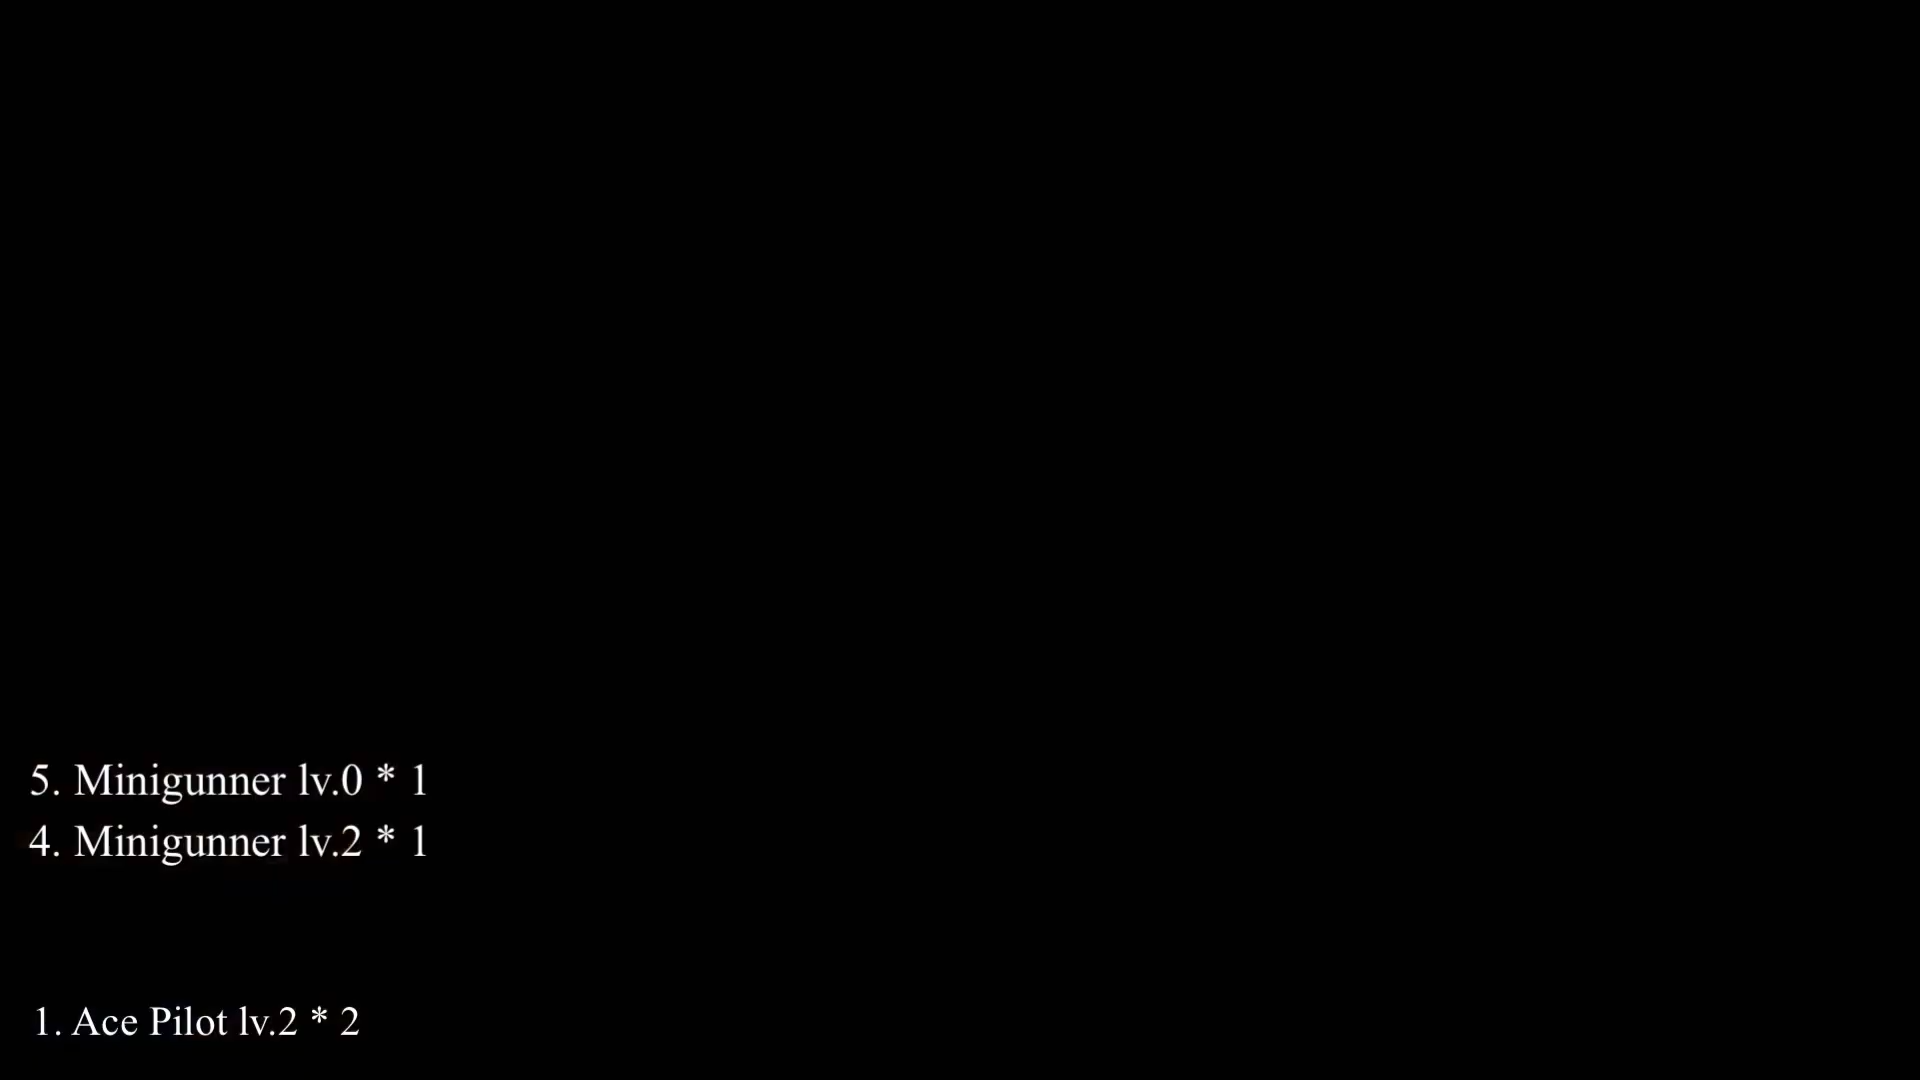 5. Minigunner lv.0 * 1
4. Minigunner lv.2 * 1
1. Ace Pilot lv.2 * 2